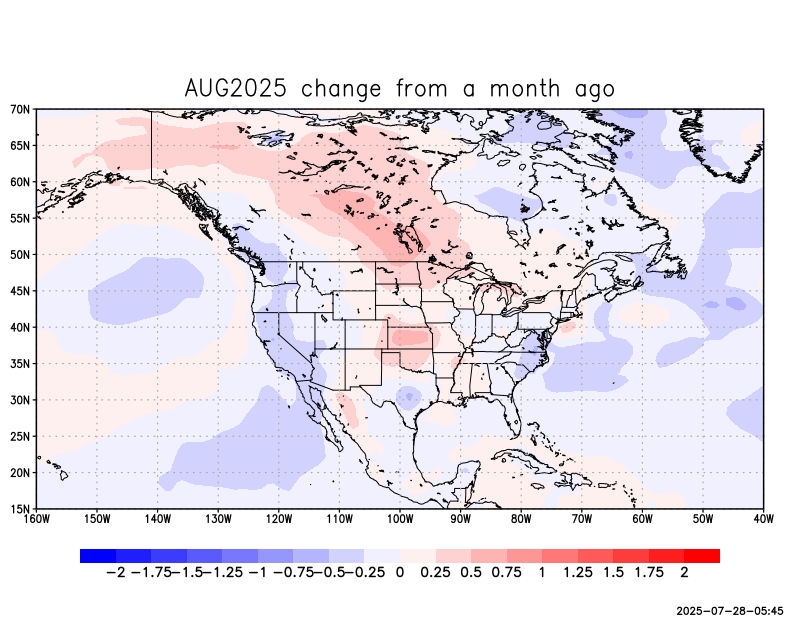 AUG2025 change from a month ago
70N
65N
60N
55N
50N
45N
40N
35N
30N
25N
20N
15N
160W 150W 140W 130W 120W 110W 100W 90W 80W 70W 60W 50W 40W
-2 -1.75 -1.5 -1.25 -1 -0.75 -0.5 -0.25 0 0.25 0.5 0.75 1 1.25 1.5 1.75 2
2025-07-28-05:45